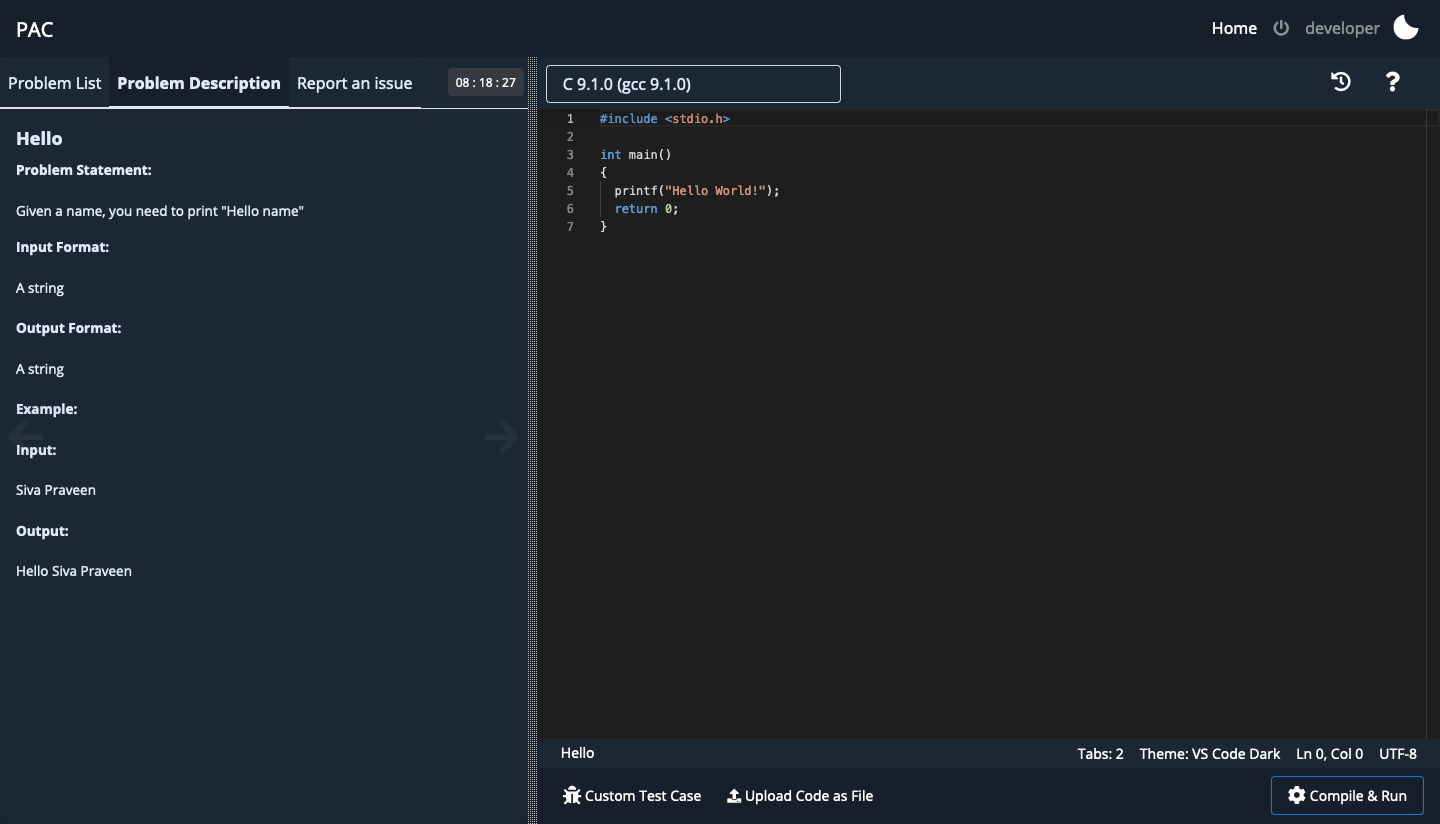 PAC
Home developer
Problem List Problem Description Report an issue 08 : 18 : 27
Hello
Problem Statement:
Given a name, you need to print "Hello name"
Input Format:
A string
Output Format:
A string
Example:
Input:
Siva Praveen
Output:
Hello Siva Praveen
C 9.1.0 (gcc 9.1.0)
?
1 #include <stdio.h>
2
3 int main()
4 {
5 printf("Hello World!");
6 return 0;
7 }
Hello Tabs: 2 Theme: VS Code Dark Ln 0, Col 0 UTF-8
Custom Test Case Upload Code as File Compile & Run